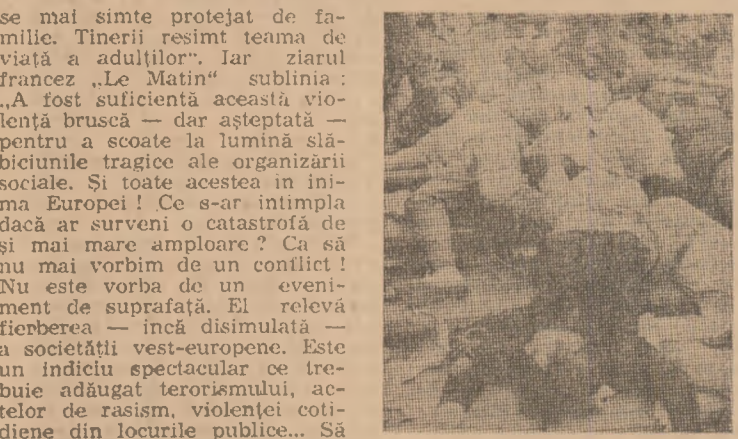 se mai simte protejat de fa-
milie. Tinerii resimt teama de
viață a adulților". Iar ziarul
francez „Le Matin“ sublinia :
„A fost suficientă această vio-
lență bruscă — dar așteptată —
pentru a scoate la lumină slă-
biciunile tragice ale organizării
sociale. Și toate acestea in ini-
ma Europei ! Ce s-ar intimpla
dacă ar surveni o catastrofă de
și mai mare amploare ? Ca să
nu mai vorbim de un conflict !
Nu este vorba de un eveni-
ment de suprafață. El relevă
fierberea — incă disimulată —
a societății vest-europene. Este
un indiciu spectacular ce tre-
buie adăugat terorismului, ac-
telor de rasism, violenței coti-
diene din locurile publice... Să